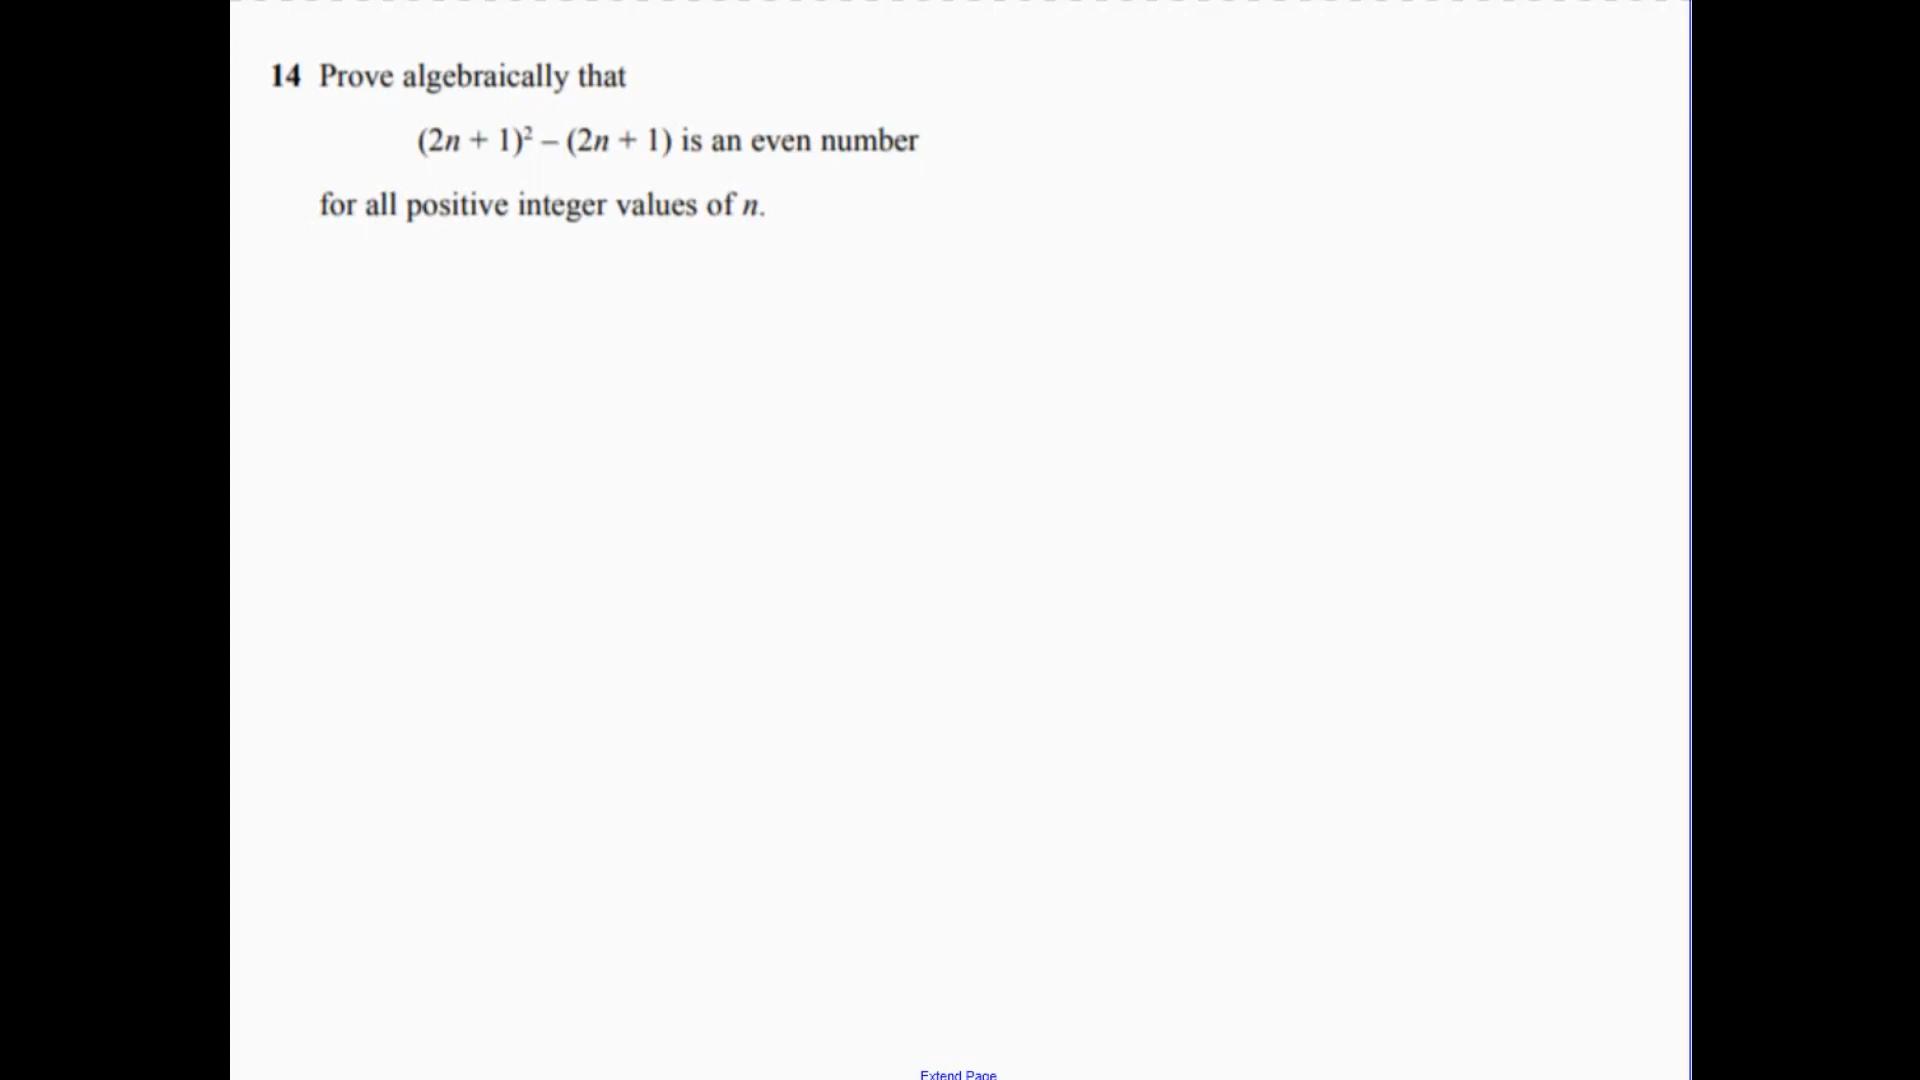 14 Prove algebraically that
(2n + 1)² – (2n + 1) is an even number
for all positive integer values of n.
Extend Page